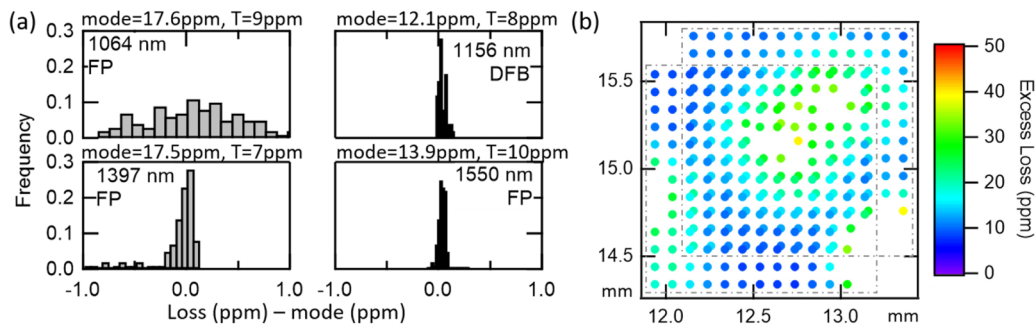 (a)
mode=17.6ppm, T=9ppm
mode=12.1ppm, T=8ppm
0.3
0.2
0.1
0.0
1064 nm
FP
1156 nm
DFB
mode=17.5ppm, T=7ppm
mode=13.9ppm, T=10ppm
0.3
0.2
0.1
0.0
1397 nm
FP
1550 nm
FP
Frequency
-1.0 0.0 1.0
-1.0 0.0 1.0
Loss (ppm) – mode (ppm)
(b)
15.5
15.0
14.5
mm
12.0 12.5 13.0 mm
50
40
30
20
10
0
Excess Loss (ppm)